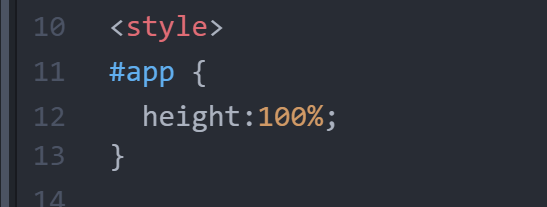 10 <style>
11 #app {
12 height:100%;
13 }
14